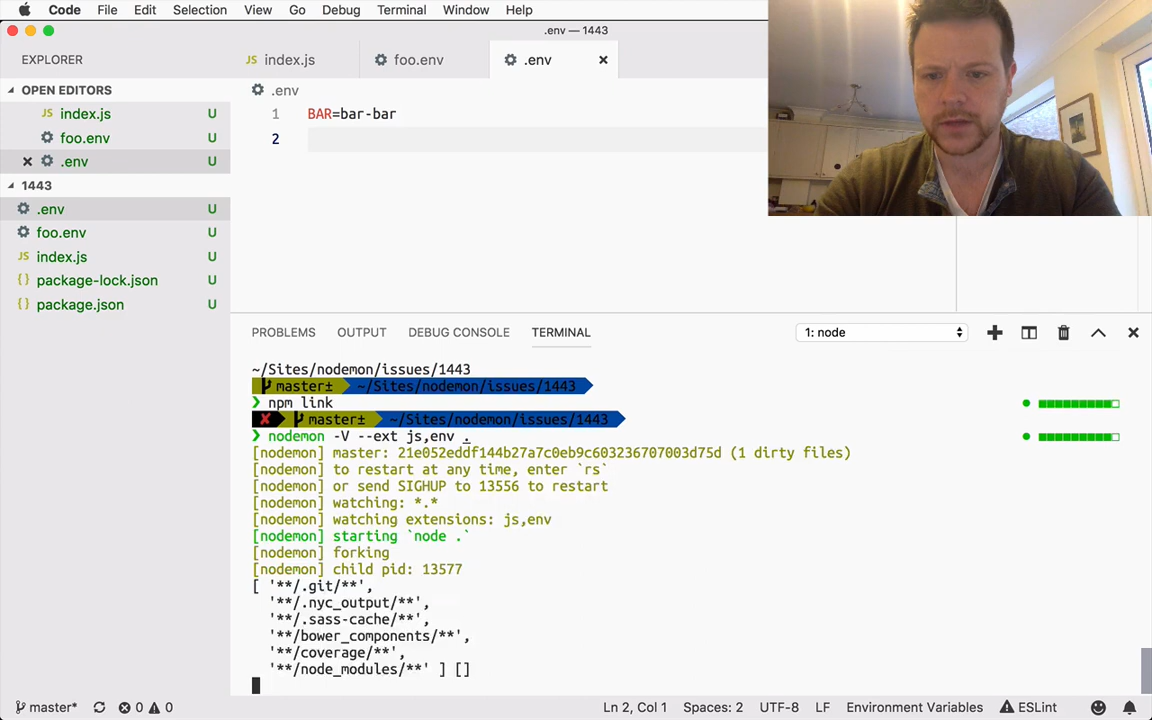 Code File Edit Selection View Go Debug Terminal Window Help
.env — 1443
EXPLORER
JS index.js
foo.env
.env
OPEN EDITORS
JS index.js U
foo.env U
.env U
1443
.env U
foo.env U
JS index.js U
{} package-lock.json U
{} package.json U
.env
1 BAR=bar-bar
2
PROBLEMS OUTPUT DEBUG CONSOLE TERMINAL
1: node
~/Sites/nodemon/issues/1443
master± ~/Sites/nodemon/issues/1443
❯ npm link
✘ master± ~/Sites/nodemon/issues/1443
❯ nodemon -V --ext js,env .
[nodemon] master: 21e052eddf144b27a7c0eb9c603236707003d75d (1 dirty files)
[nodemon] to restart at any time, enter `rs`
[nodemon] or send SIGHUP to 13556 to restart
[nodemon] watching: *.*
[nodemon] watching extensions: js,env
[nodemon] starting `node .`
[nodemon] forking
[nodemon] child pid: 13577
[ '**/.git/**',
'**/.nyc_output/**',
'**/.sass-cache/**',
'**/bower_components/**',
'**/coverage/**',
'**/node_modules/**' ] []
master* 0 0
Ln 2, Col 1 Spaces: 2 UTF-8 LF Environment Variables ESLint